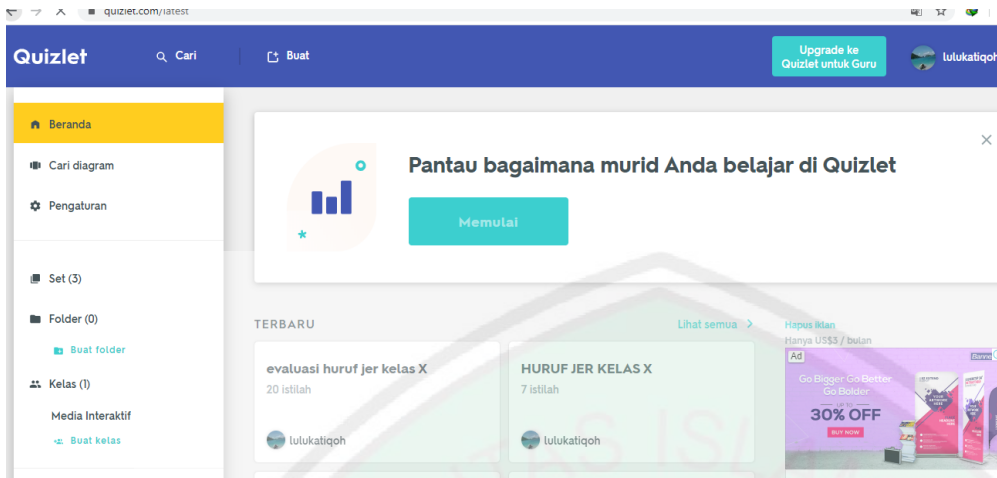 quizlet.com/latest
Quizlet
Cari
Buat
Upgrade ke
Quizlet untuk Guru
lulukatiqoh
Beranda
Cari diagram
Pengaturan
Set (3)
Folder (0)
Buat folder
Kelas (1)
Media Interaktif
Buat kelas
Pantau bagaimana murid Anda belajar di Quizlet
Memulai
TERBARU
Lihat semua
evaluasi huruf jer kelas X
20 istilah
lulukatiqoh
HURUF JER KELAS X
7 istilah
lulukatiqoh
Hapus iklan
Hanya US$3 / bulan
Ad
Go Bigger Go Better
Go Bolder
UP TO
30% OFF
BUY NOW